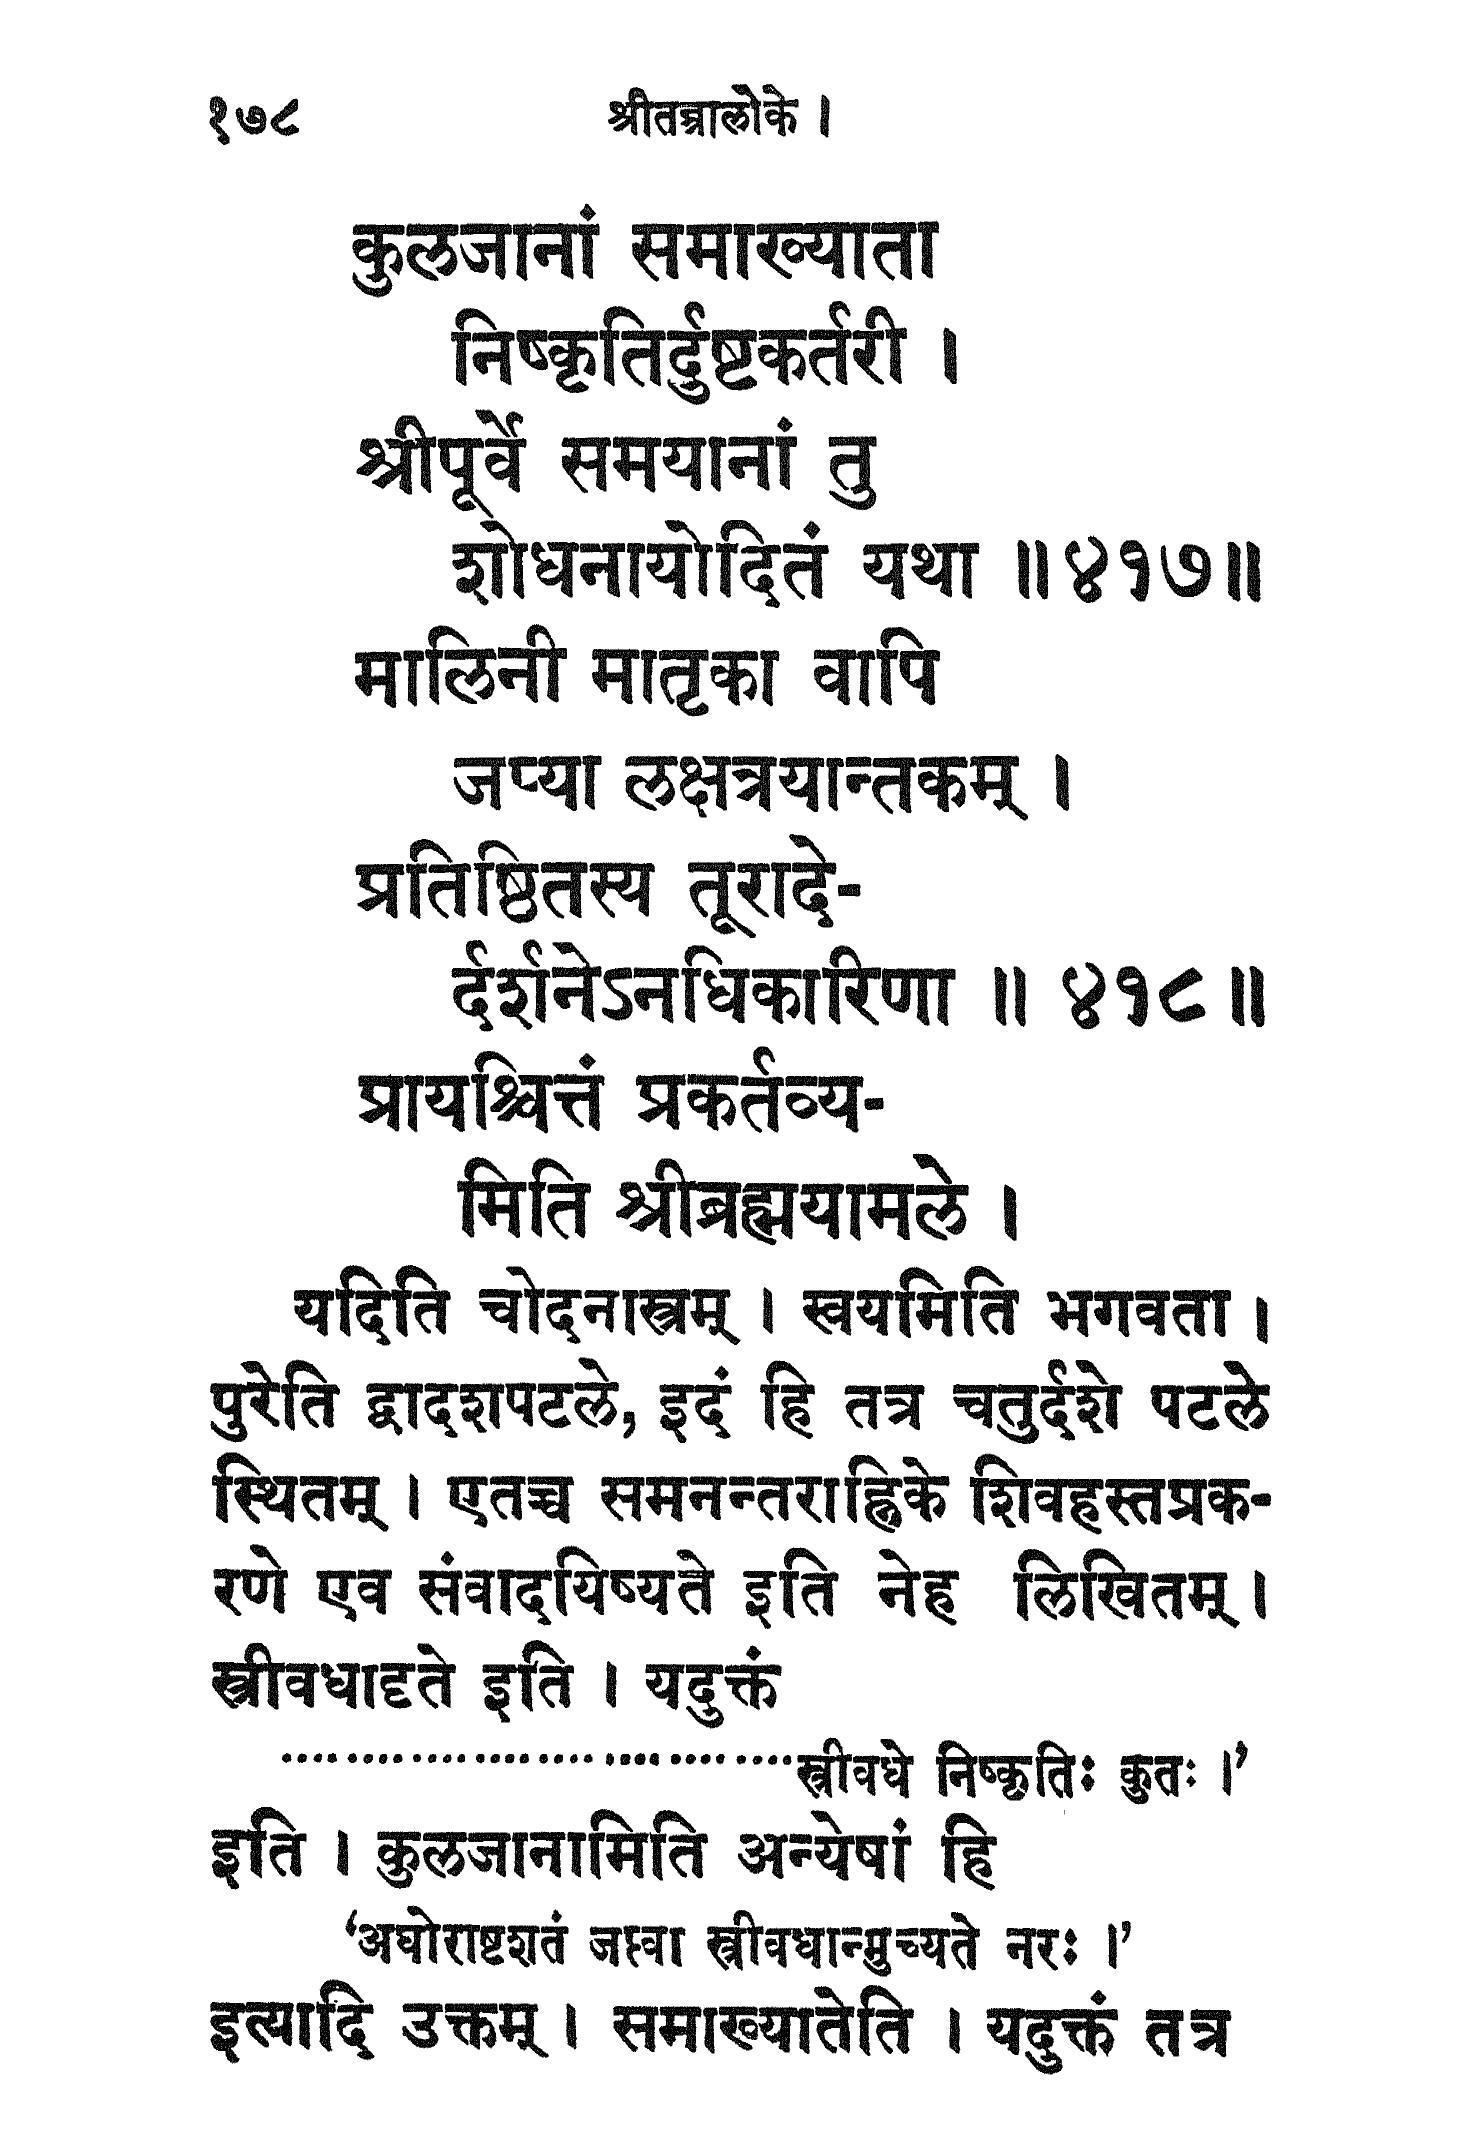 १७८ श्रीतन्त्रालोके ।
कुलजानां समाख्याता
निष्कृतिर्दुष्टकर्तरी ।
श्रीपूर्वे समयानां तु
शोधनायोदितं यथा ॥ ४१७॥
मालिनी मातृका वापि
जप्या लक्षत्रयान्तकम् ।
प्रतिष्ठितस्य तूरादे-
र्दर्शनेऽनधिकारिणा ॥ ४१८॥
प्रायश्चित्तं प्रकर्तव्य-
मिति श्रीब्रह्मयामले ।
यदिति चोदनास्त्रम् । स्वयमिति भगवता ।
पुरेति द्वादशपटले, इदं हि तत्र चतुर्दशे पटले
स्थितम् । एतच्च समनन्तराह्निके शिवहस्तप्रक-
रणे एव संवादयिष्यते इति नेह लिखितम् ।
स्त्रीवधादृते इति । यदुक्तं
................................स्त्रीवधे निष्कृतिः कुतः ।’
इति । कुलजानामिति अन्येषां हि
‘अघोराष्टशतं जप्त्वा स्त्रीवधान्मुच्यते नरः ।’
इत्यादि उक्तम् । समाख्यातेति । यदुक्तं तत्र